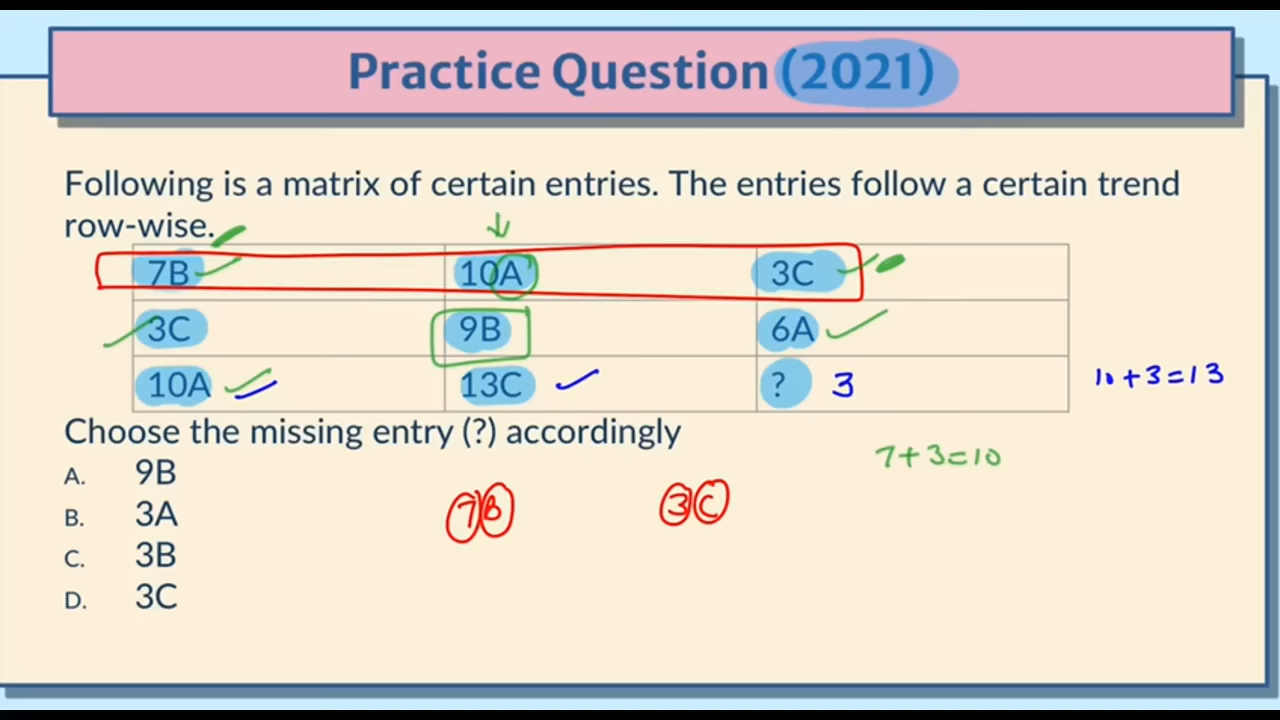 Practice Question (2021)
Following is a matrix of certain entries. The entries follow a certain trend
row-wise.
7B 10A 3C
3C 9B 6A
10A 13C ? 3
10+3=13
Choose the missing entry (?) accordingly
7+3=10
A. 9B
B. 3A
C. 3B
D. 3C
7B 3C